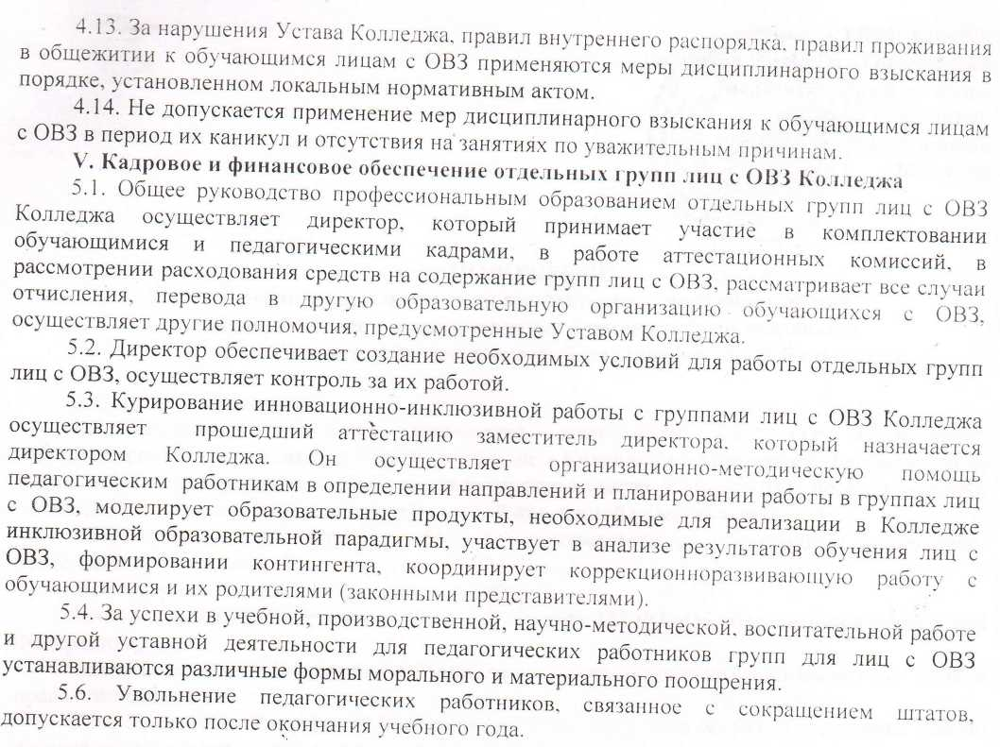 4.13. За нарушения Устава Колледжа, правил внутреннего распорядка, правил проживания
в общежитии к обучающимся лицам с ОВЗ применяются меры дисциплинарного взыскания в
порядке, установленном локальным нормативным актом.
4.14. Не допускается применение мер дисциплинарного взыскания к обучающимся лицам
с ОВЗ в период их каникул и отсутствия на занятиях по уважительным причинам.
V. Кадровое и финансовое обеспечение отдельных групп лиц с ОВЗ Колледжа
5.1. Общее руководство профессиональным образованием отдельных групп лиц с ОВЗ
Колледжа осуществляет директор, который принимает участие в комплектовании
обучающимися и педагогическими кадрами, в работе аттестационных комиссий, в
рассмотрении расходования средств на содержание групп лиц с ОВЗ, рассматривает все случаи
отчисления, перевода в другую образовательную организацию обучающихся с ОВЗ,
осуществляет другие полномочия, предусмотренные Уставом Колледжа.
5.2. Директор обеспечивает создание необходимых условий для работы отдельных групп
лиц с ОВЗ, осуществляет контроль за их работой.
5.3. Курирование инновационно-инклюзивной работы с группами лиц с ОВЗ Колледжа
осуществляет прошедший аттестацию заместитель директора, который назначается
директором Колледжа. Он осуществляет организационно-методическую помощь
педагогическим работникам в определении направлений и планировании работы в группах лиц
с ОВЗ, моделирует образовательные продукты, необходимые для реализации в Колледже
инклюзивной образовательной парадигмы, участвует в анализе результатов обучения лиц с
ОВЗ, формировании контингента, координирует коррекционноразвивающую работу с
обучающимися и их родителями (законными представителями).
5.4. За успехи в учебной, производственной, научно-методической, воспитательной работе
и другой уставной деятельности для педагогических работников групп для лиц с ОВЗ
устанавливаются различные формы морального и материального поощрения.
5.6. Увольнение педагогических работников, связанное с сокращением штатов,
допускается только после окончания учебного года.